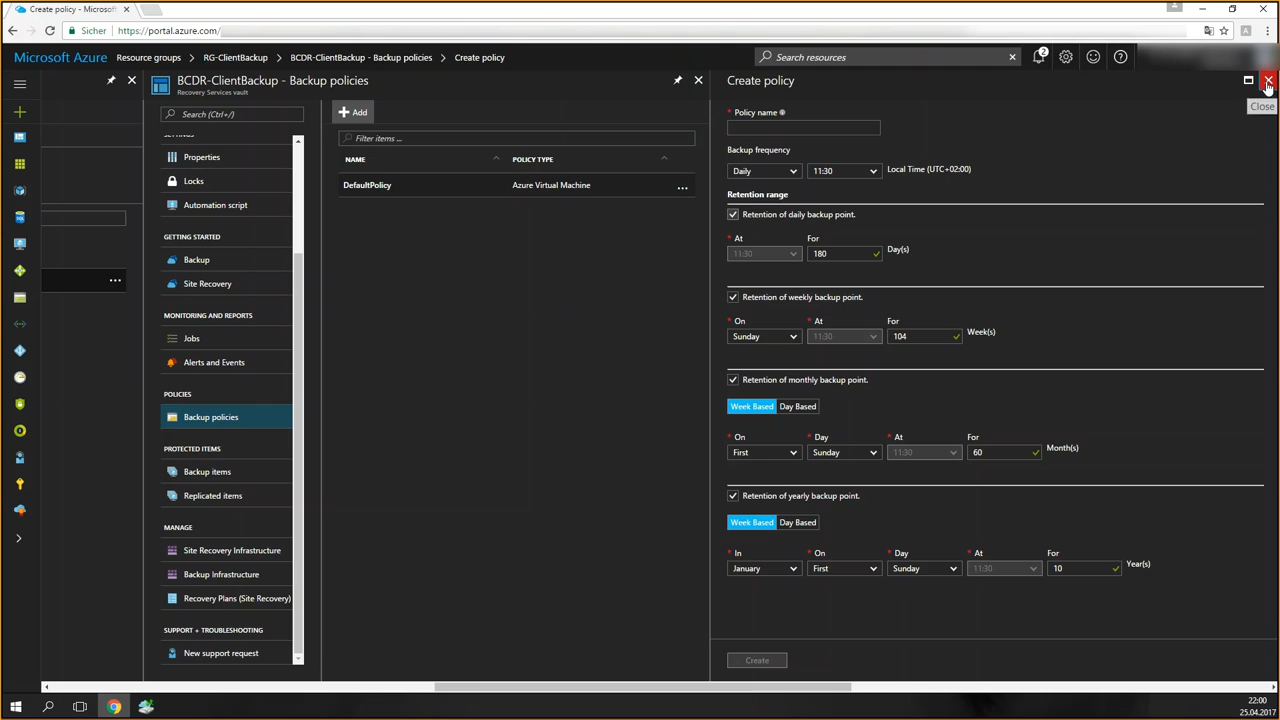 Create policy
Sicher
https://portal.azure.com/
Microsoft Azure
Resource groups
RG-ClientBackup
BCDR-ClientBackup - Backup policies
Create policy
Search resources
2
BCDR-ClientBackup - Backup policies
Recovery Services vault
Search (Ctrl+/)
SETTINGS
Properties
Locks
Automation script
GETTING STARTED
Backup
Site Recovery
MONITORING AND REPORTS
Jobs
Alerts and Events
POLICIES
Backup policies
PROTECTED ITEMS
Backup items
Replicated items
MANAGE
Site Recovery Infrastructure
Backup Infrastructure
Recovery Plans (Site Recovery)
SUPPORT + TROUBLESHOOTING
New support request
Add
Filter items ...
NAME POLICY TYPE
DefaultPolicy Azure Virtual Machine ...
Create policy
Close
* Policy name
Backup frequency
Daily 11:30 Local Time (UTC+02:00)
Retention range
Retention of daily backup point.
* At For
11:30 180 Day(s)
Retention of weekly backup point.
* On * At For
Sunday 11:30 104 Week(s)
Retention of monthly backup point.
Week Based Day Based
* On * Day * At For
First Sunday 11:30 60 Month(s)
Retention of yearly backup point.
Week Based Day Based
* In * On * Day * At For
January First Sunday 11:30 10 Year(s)
Create
22:00
25.04.2017